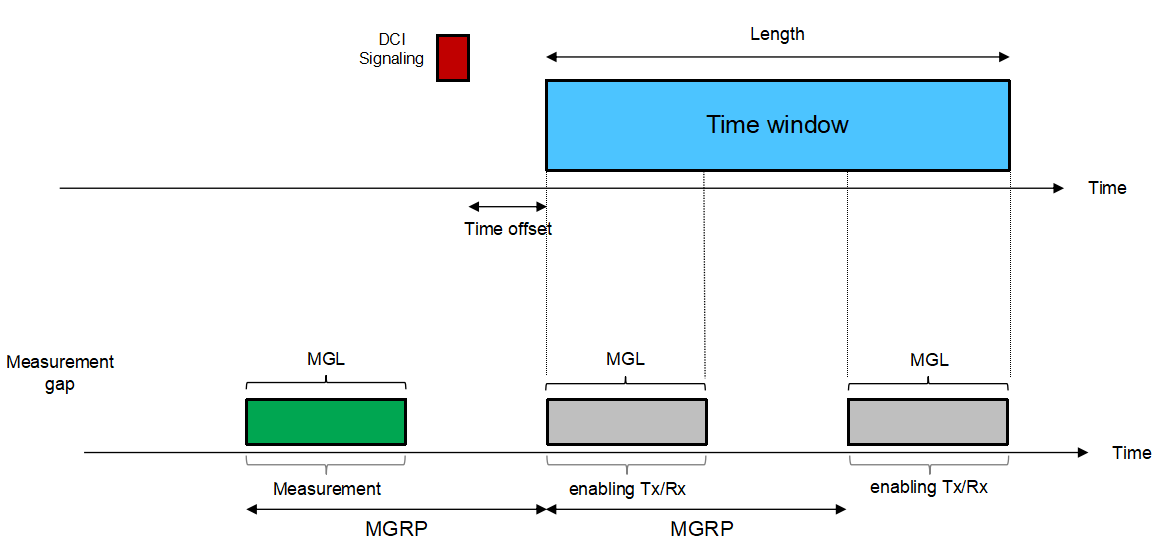 Length
DCI
Signaling
Time window
Time
Time offset
Measurement
gap
MGL
MGL
MGL
Time
Measurement
enabling Tx/Rx
enabling Tx/Rx
MGRP
MGRP